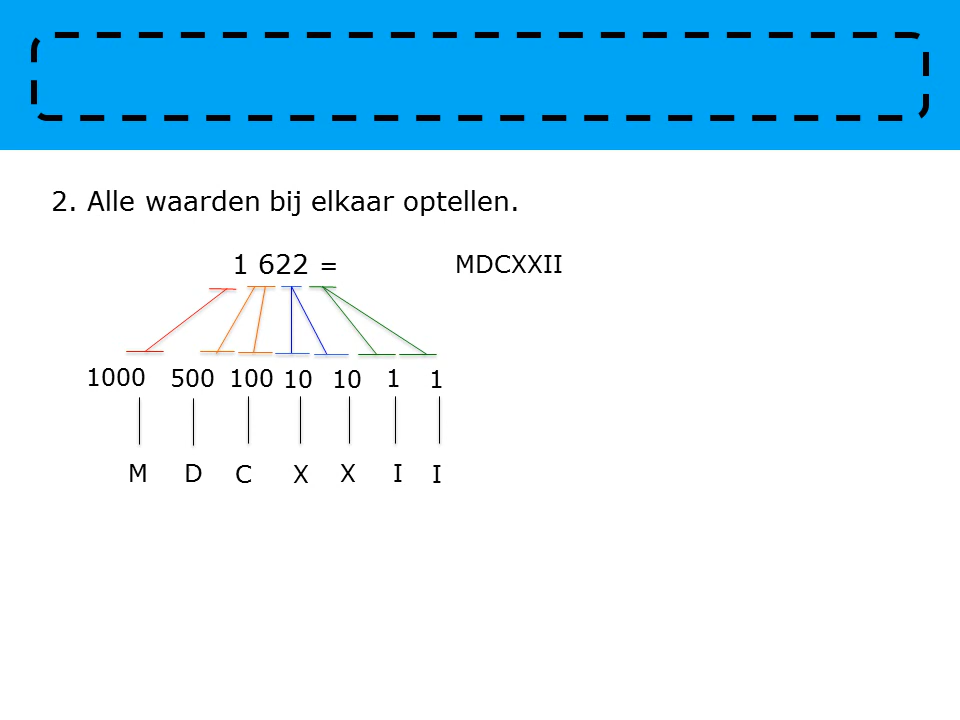 2. Alle waarden bij elkaar optellen.
1 622 = MDCXXII
1000 500 100 10 10 1 1
M D C X X I I